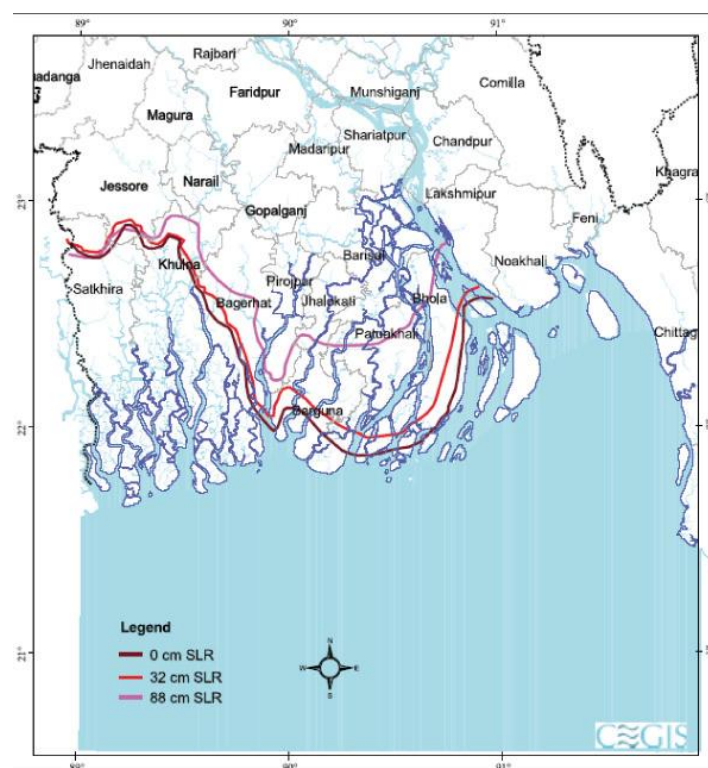 89° 90° 91°
Jhenaidah
Rajbari
adanga
Faridpur
Munshiganj
Comilla
Magura
Shariatpur
Chandpur
Madaripur
Khagra
Jessore
Narail
Lakshmipur
23°
Gopalganj
Feni
Barisal
Noakhali
Khulna
Satkhira
Pirojpur
Bagerhat
Jhalokati
Bhola
Patuakhali
Chittag
Barguna
22°
21°
Legend
0 cm SLR
32 cm SLR
88 cm SLR
N
W E
S
CEGIS
90° 91°